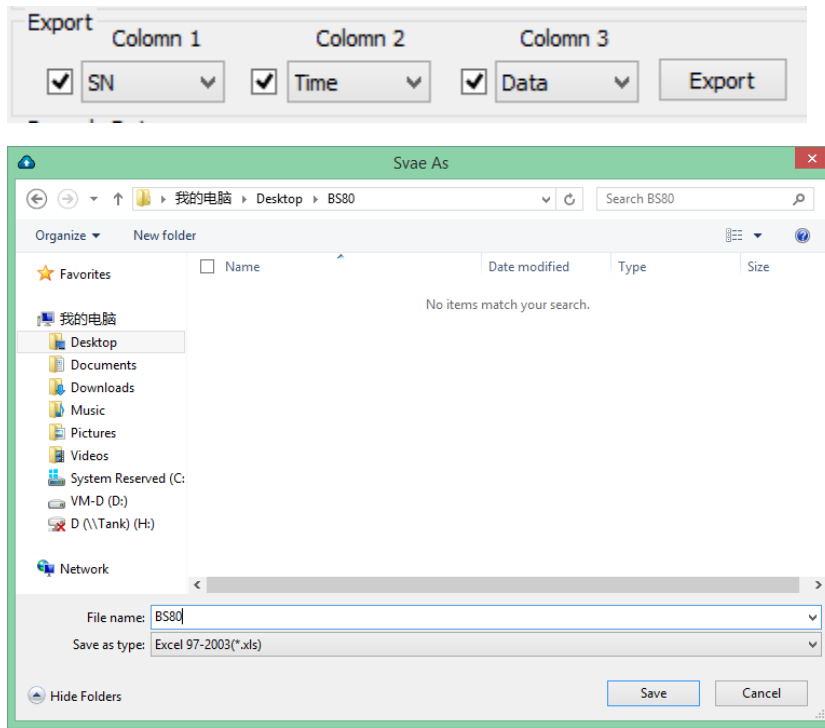 Export
Colomn 1 Colomn 2 Colomn 3
SN Time Data Export
Svae As
我的电脑 Desktop BS80 Search BS80
Organize New folder
Name Date modified Type Size
Favorites
No items match your search.
我的电脑
Desktop
Documents
Downloads
Music
Pictures
Videos
System Reserved (C:
VM-D (D:)
D (\\Tank) (H:)
Network
File name: BS80
Save as type: Excel 97-2003(*.xls)
Hide Folders Save Cancel